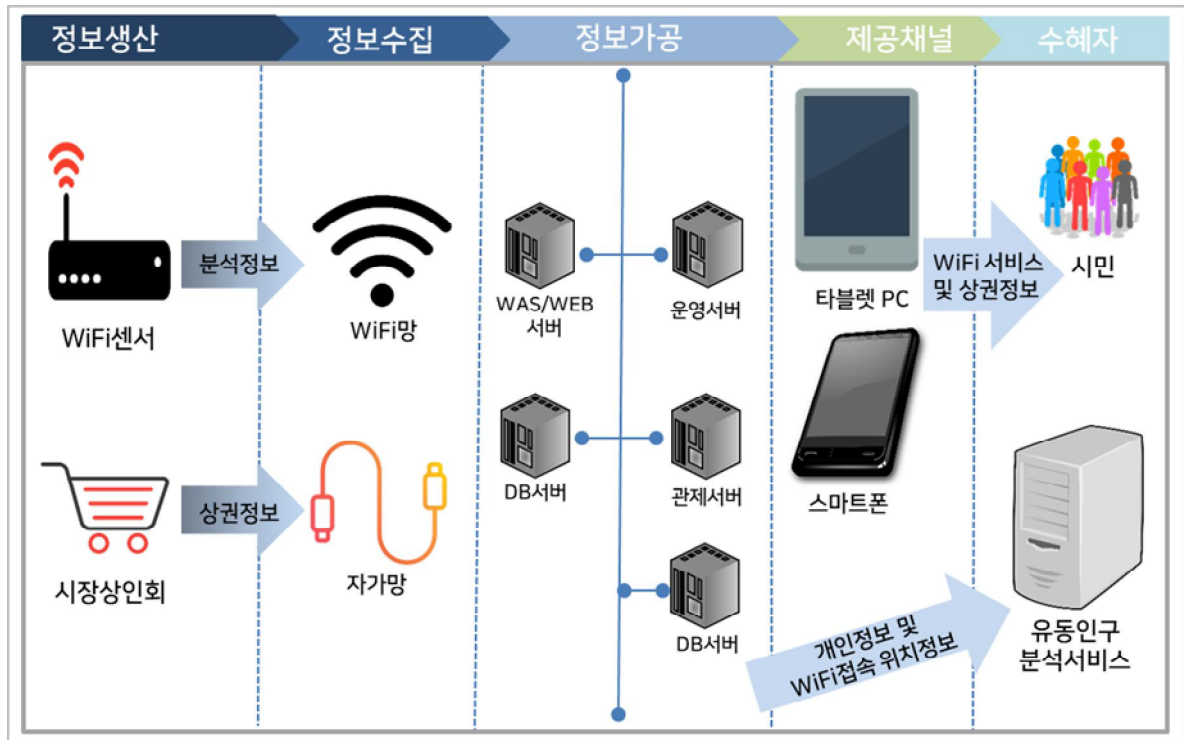 정보생산
정보수집
정보가공
제공채널
수혜자
분석정보
WiFi센서
WiFi망
상권정보
시장상인회
자가망
WAS/WEB
서버
운영서버
DB서버
관제서버
DB서버
타블렛 PC
스마트폰
WiFi 서비스
및 상권정보
시민
개인정보 및
WiFi접속 위치정보
유동인구
분석서비스